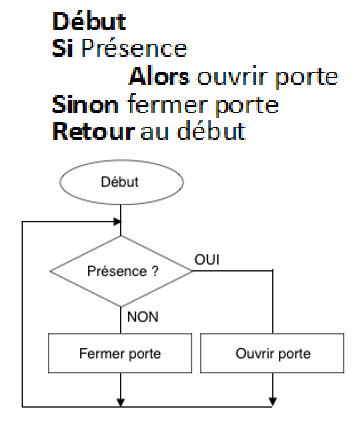 Début
Si Présence
Alors ouvrir porte
Sinon fermer porte
Retour au début
Début
Présence ?
OUI
NON
Fermer porte
Ouvrir porte